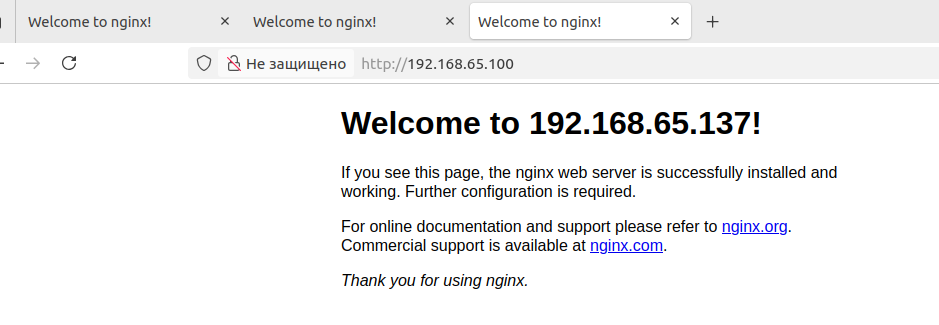 Welcome to nginx! Welcome to nginx! Welcome to nginx!
Не защищено http://192.168.65.100
Welcome to 192.168.65.137!
If you see this page, the nginx web server is successfully installed and
working. Further configuration is required.
For online documentation and support please refer to nginx.org.
Commercial support is available at nginx.com.
Thank you for using nginx.